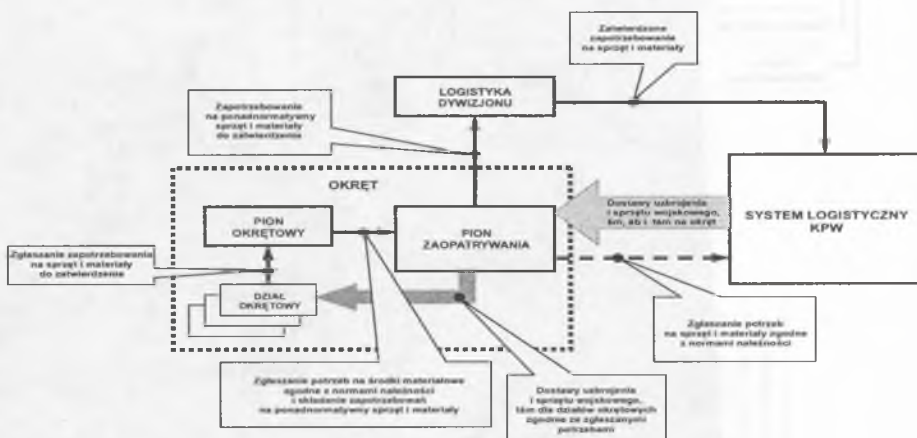 Zatwierdzone
zapotrzebowanie
na sprzęt i materiały
LOGISTYKA
DYWIZJONU
Zapotrzebowanie
na ponadnormatywny
sprzęt i materiały
do zatwierdzenia
OKRĘT
PION
OKRĘTOWY
PION
ZAOPATRYWANIA
Dostawy uzbrojenia
i sprzętu wojskowego,
śm, i tśm na okręt
SYSTEM LOGISTYCZNY
KPW
Zgłaszanie zapotrzebowania
na sprzęt i materiały
do zatwierdzenia
DZIAŁ
OKRĘTOWY
Zgłaszanie potrzeb
na sprzęt i materiały zgodne
z normami należności
Zgłaszanie potrzeb na środki materiałowe
zgodne z normami należności
i składanie zapotrzebowań
na ponadnormatywny sprzęt i materiały
Dostawy uzbrojenia
i sprzętu wojskowego,
tśm dla działów okrętowych
zgodnie ze zgłaszanymi
potrzebami